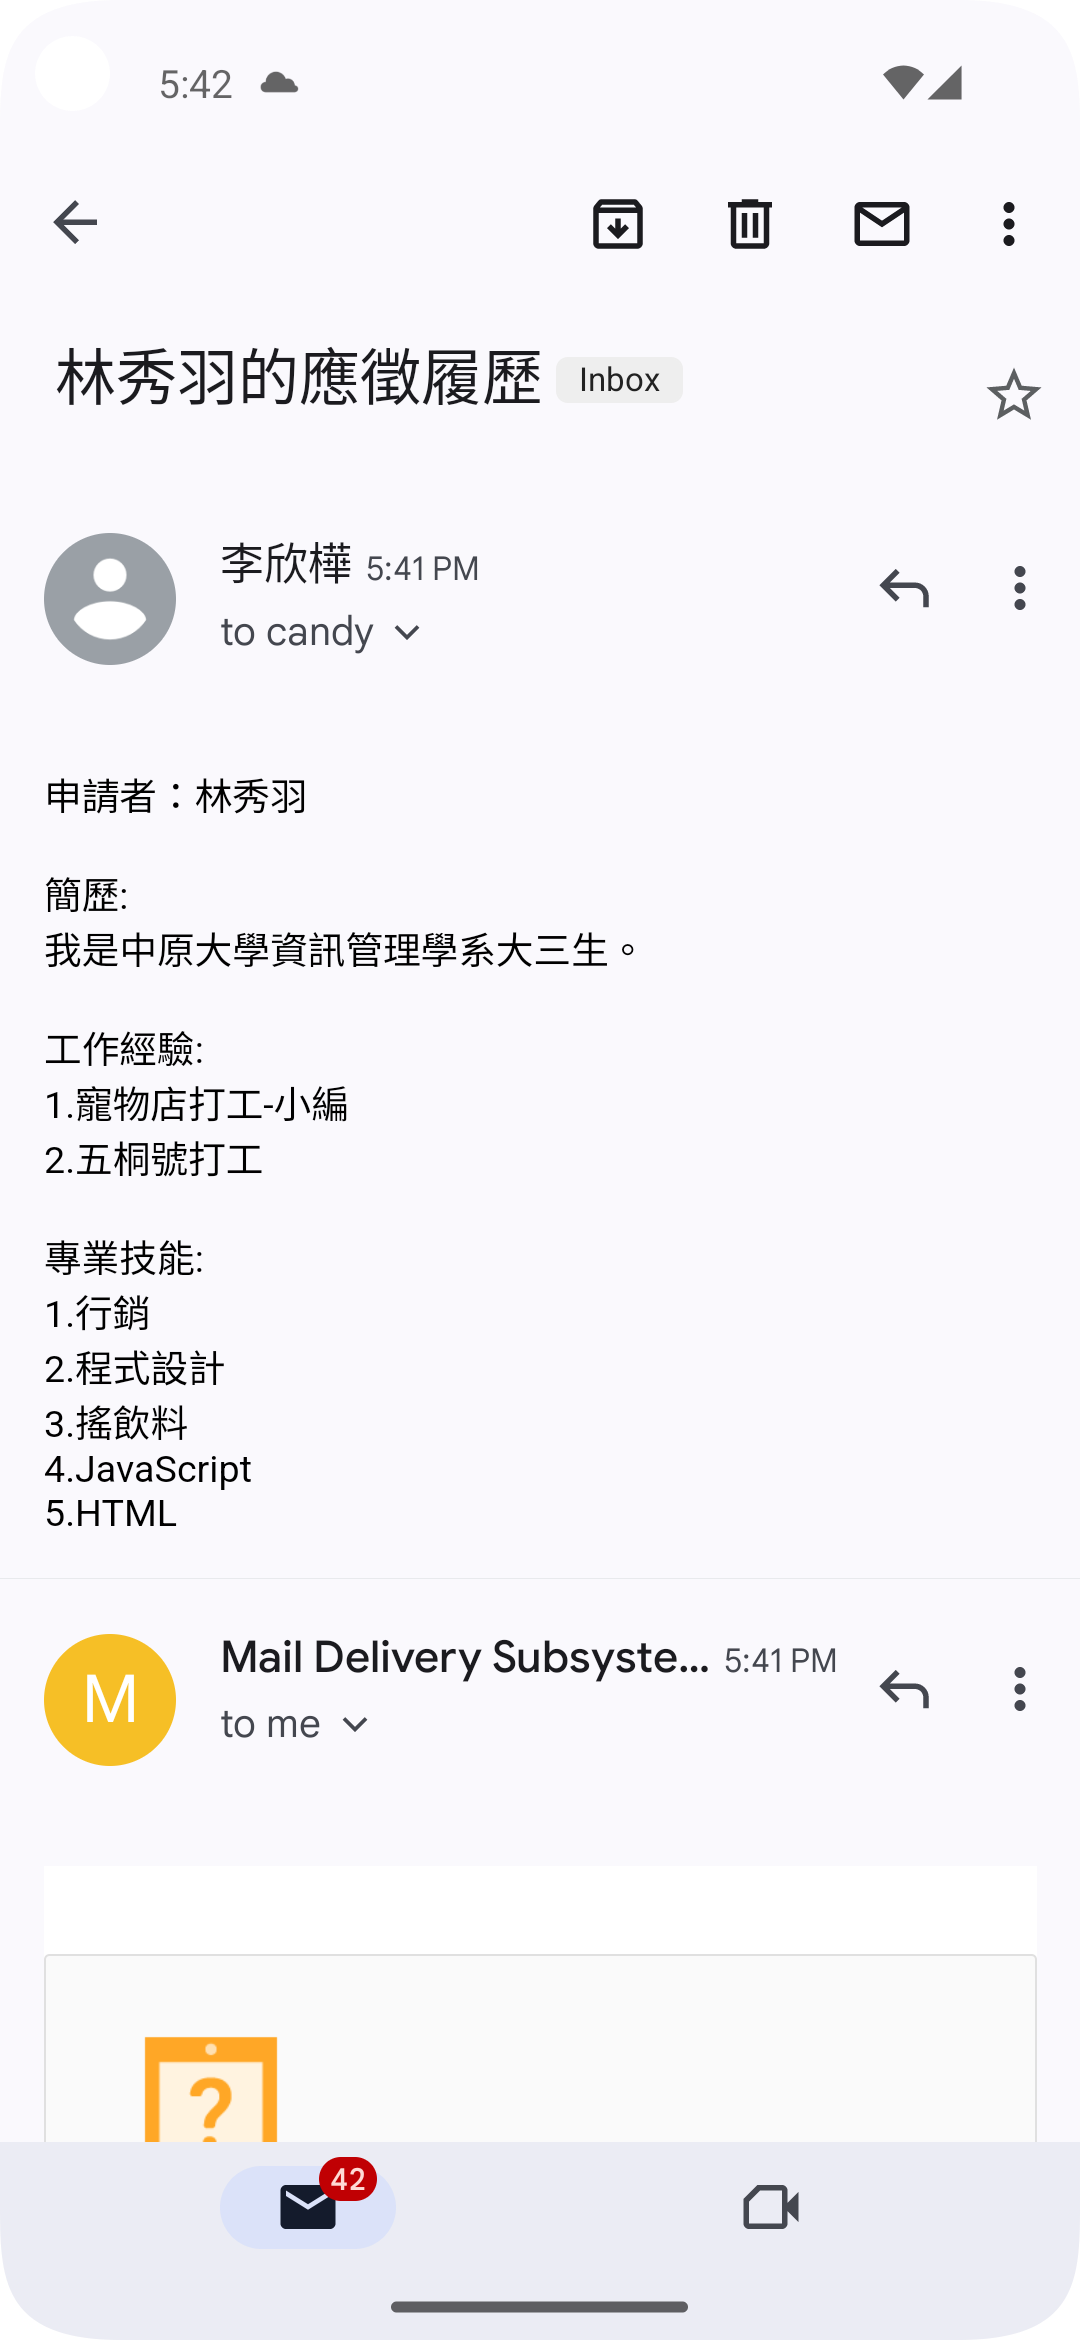 5:42
林秀羽的應徵履歷 Inbox
李欣樺 5:41 PM
to candy
申請者：林秀羽
簡歷:
我是中原大學資訊管理學系大三生。
工作經驗:
1.寵物店打工-小編
2.五桐號打工
專業技能:
1.行銷
2.程式設計
3.搖飲料
4.JavaScript
5.HTML
M
Mail Delivery Subsyste... 5:41 PM
to me
?
42